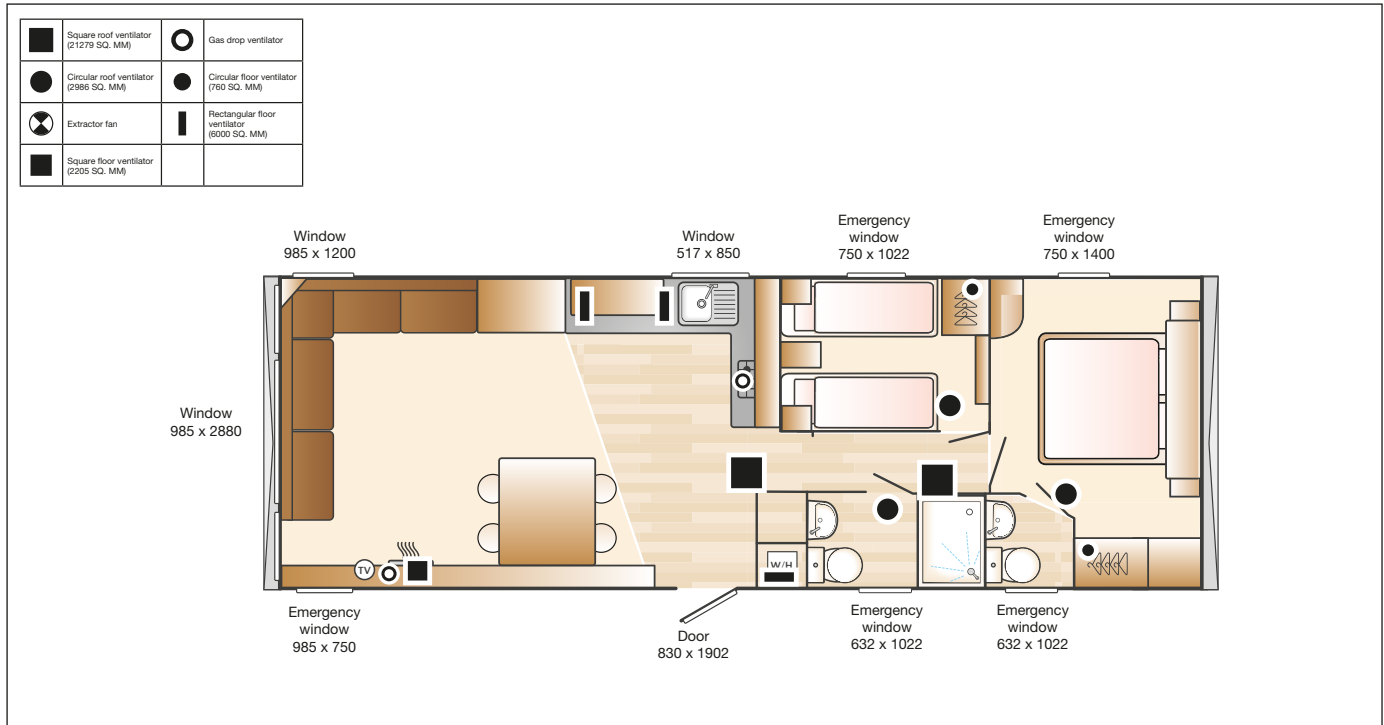 Square roof ventilator
(21279 SQ. MM)
Gas drop ventilator
Circular roof ventilator
(2986 SQ. MM)
Circular floor ventilator
(760 SQ. MM)
Extractor fan
Rectangular floor
ventilator
(6000 SQ. MM)
Square floor ventilator
(2205 SQ. MM)
Window
985 x 1200
Window
517 x 850
Emergency
window
750 x 1022
Emergency
window
750 x 1400
Window
985 x 2880
TV
W/H
Emergency
window
985 x 750
Door
830 x 1902
Emergency
window
632 x 1022
Emergency
window
632 x 1022